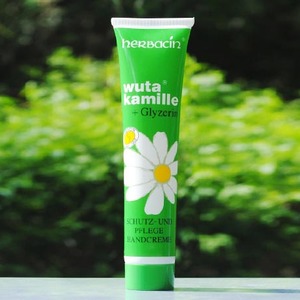 herbacin
wuta®
kamille
+ Glyzerin
SCHUTZ- UND
PFLEGE
HANDCREME